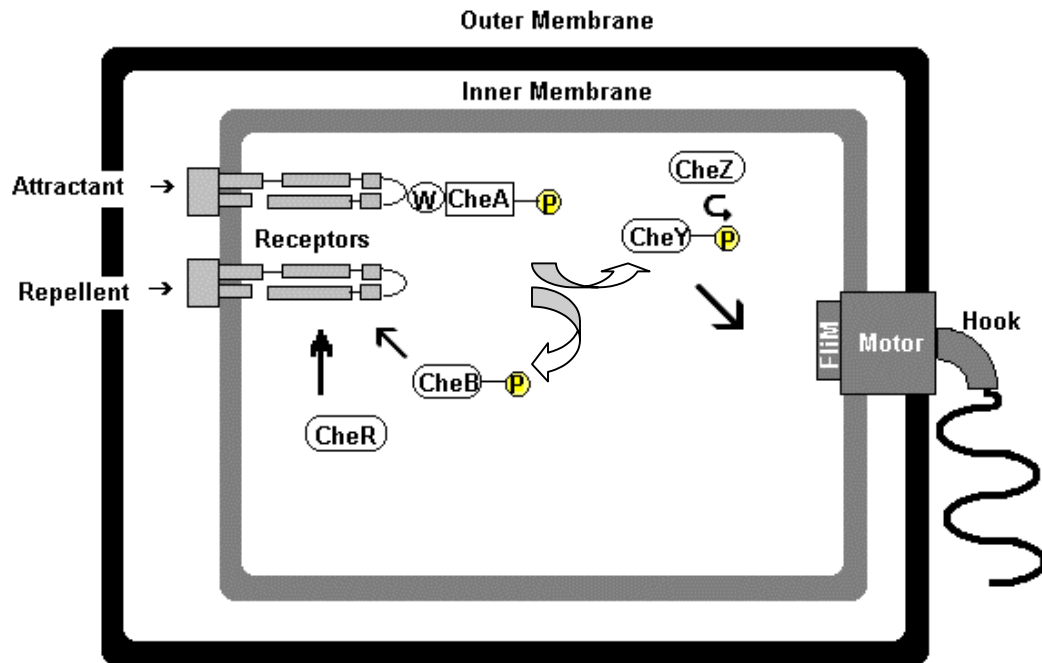 Outer Membrane
Inner Membrane
Attractant →
W
CheA
P
CheZ
CheY
P
Receptors
Repellent →
FliM
Motor
Hook
CheB
P
CheR